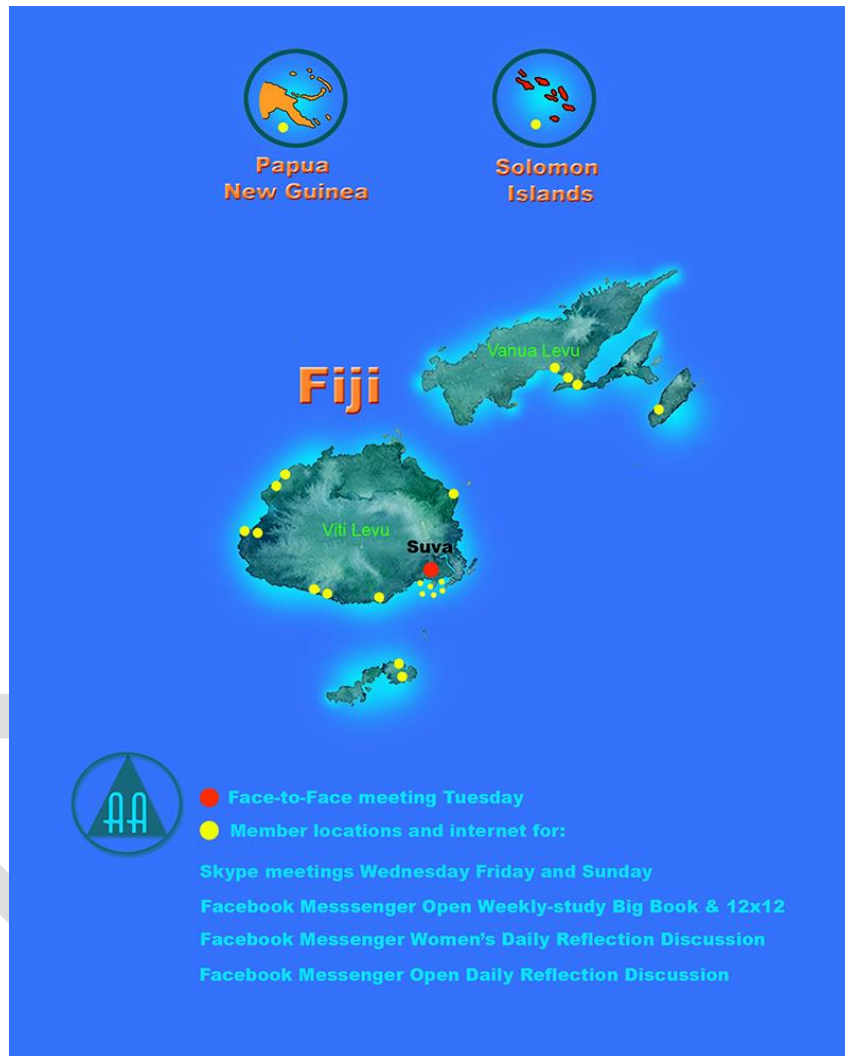 Papua
New Guinea
Solomon
Islands
Vanua Levu
Fiji
Viti Levu
Suva
AA
Face-to-Face meeting Tuesday
Member locations and internet for:
Skype meetings Wednesday Friday and Sunday
Facebook Messsenger Open Weekly-study Big Book & 12x12
Facebook Messenger Women's Daily Reflection Discussion
Facebook Messenger Open Daily Reflection Discussion